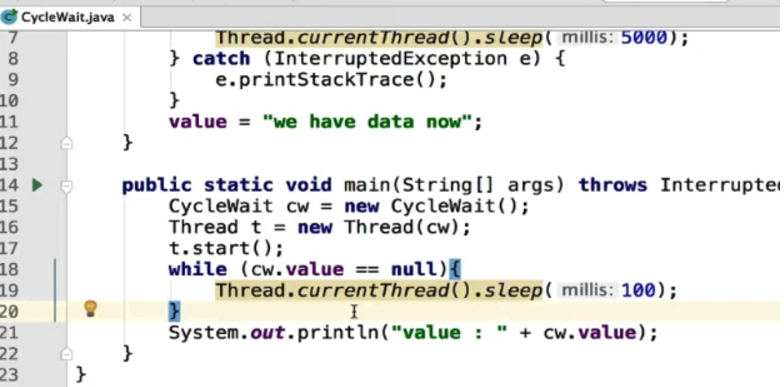 CycleWait.java ×
7 Thread.currentThread().sleep( millis: 5000);
8 } catch (InterruptedException e) {
9 e.printStackTrace();
10 }
11 value = "we have data now";
12 }
13
14 public static void main(String[] args) throws Interrupted
15 CycleWait cw = new CycleWait();
16 Thread t = new Thread(cw);
17 t.start();
18 while (cw.value == null){
19 Thread.currentThread().sleep( millis: 100);
20 }
21 System.out.println("value : " + cw.value);
22 }
23 }